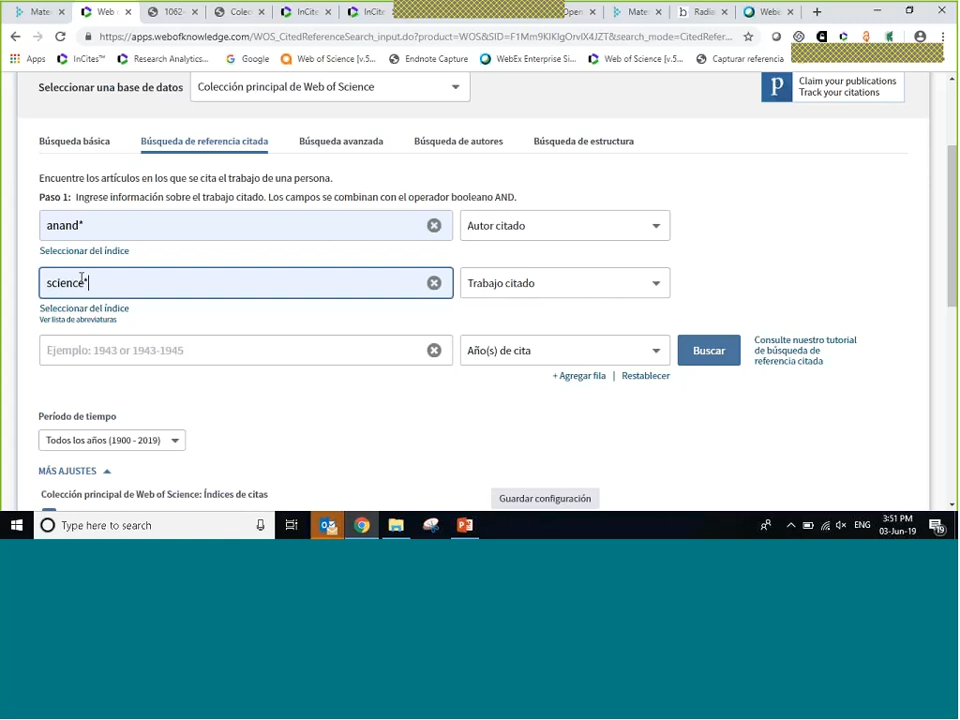 Mate
Web
1062-
Colec
InCite
InCite
Open
Mate
Radia
Webi
https://apps.webofknowledge.com/WOS_CitedReferenceSearch_input.do?product=WOS&SID=F1Mm9KIKlgOrvlX4JZT&search_mode=CitedRefer...
Apps
InCites™
Research Analytics...
Google
Web of Science [v.5...
Endnote Capture
WebEx Enterprise Si...
Web of Science [v.5...
Capturar referencia
Seleccionar una base de datos
Colección principal de Web of Science
Claim your publications
Track your citations
Búsqueda básica
Búsqueda de referencia citada
Búsqueda avanzada
Búsqueda de autores
Búsqueda de estructura
Encuentre los artículos en los que se cita el trabajo de una persona.
Paso 1: Ingrese información sobre el trabajo citado. Los campos se combinan con el operador booleano AND.
anand*
Autor citado
Seleccionar del índice
science*
Trabajo citado
Seleccionar del índice
Ver lista de abreviaturas
Ejemplo: 1943 or 1943-1945
Año(s) de cita
Buscar
Consulte nuestro tutorial
de búsqueda de
referencia citada
+ Agregar fila | Restablecer
Período de tiempo
Todos los años (1900 - 2019)
MÁS AJUSTES
Colección principal de Web of Science: Índices de citas
Guardar configuración
Type here to search
ENG
3:51 PM
03-Jun-19
19